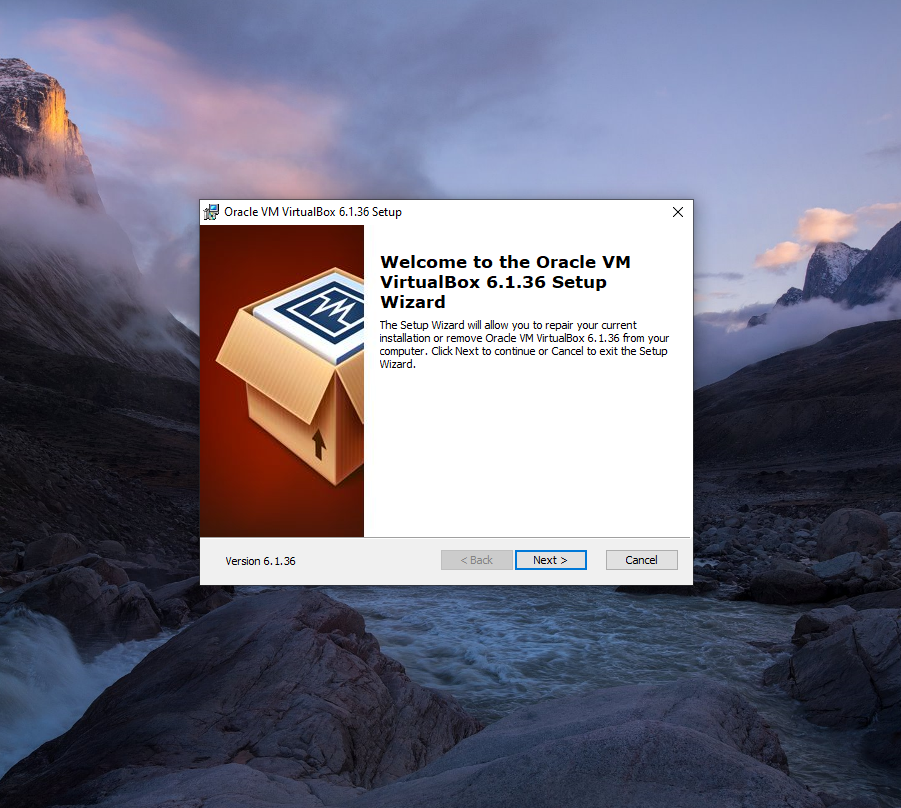 Oracle VM VirtualBox 6.1.36 Setup
Welcome to the Oracle VM
VirtualBox 6.1.36 Setup
Wizard
The Setup Wizard will allow you to repair your current
installation or remove Oracle VM VirtualBox 6.1.36 from your
computer. Click Next to continue or Cancel to exit the Setup
Wizard.
Version 6.1.36
< Back
Next >
Cancel